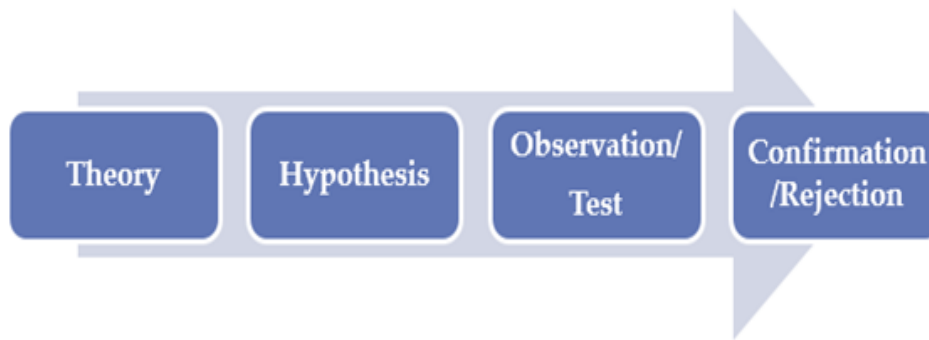 Theory
Hypothesis
Observation/
Test
Confirmation
/Rejection